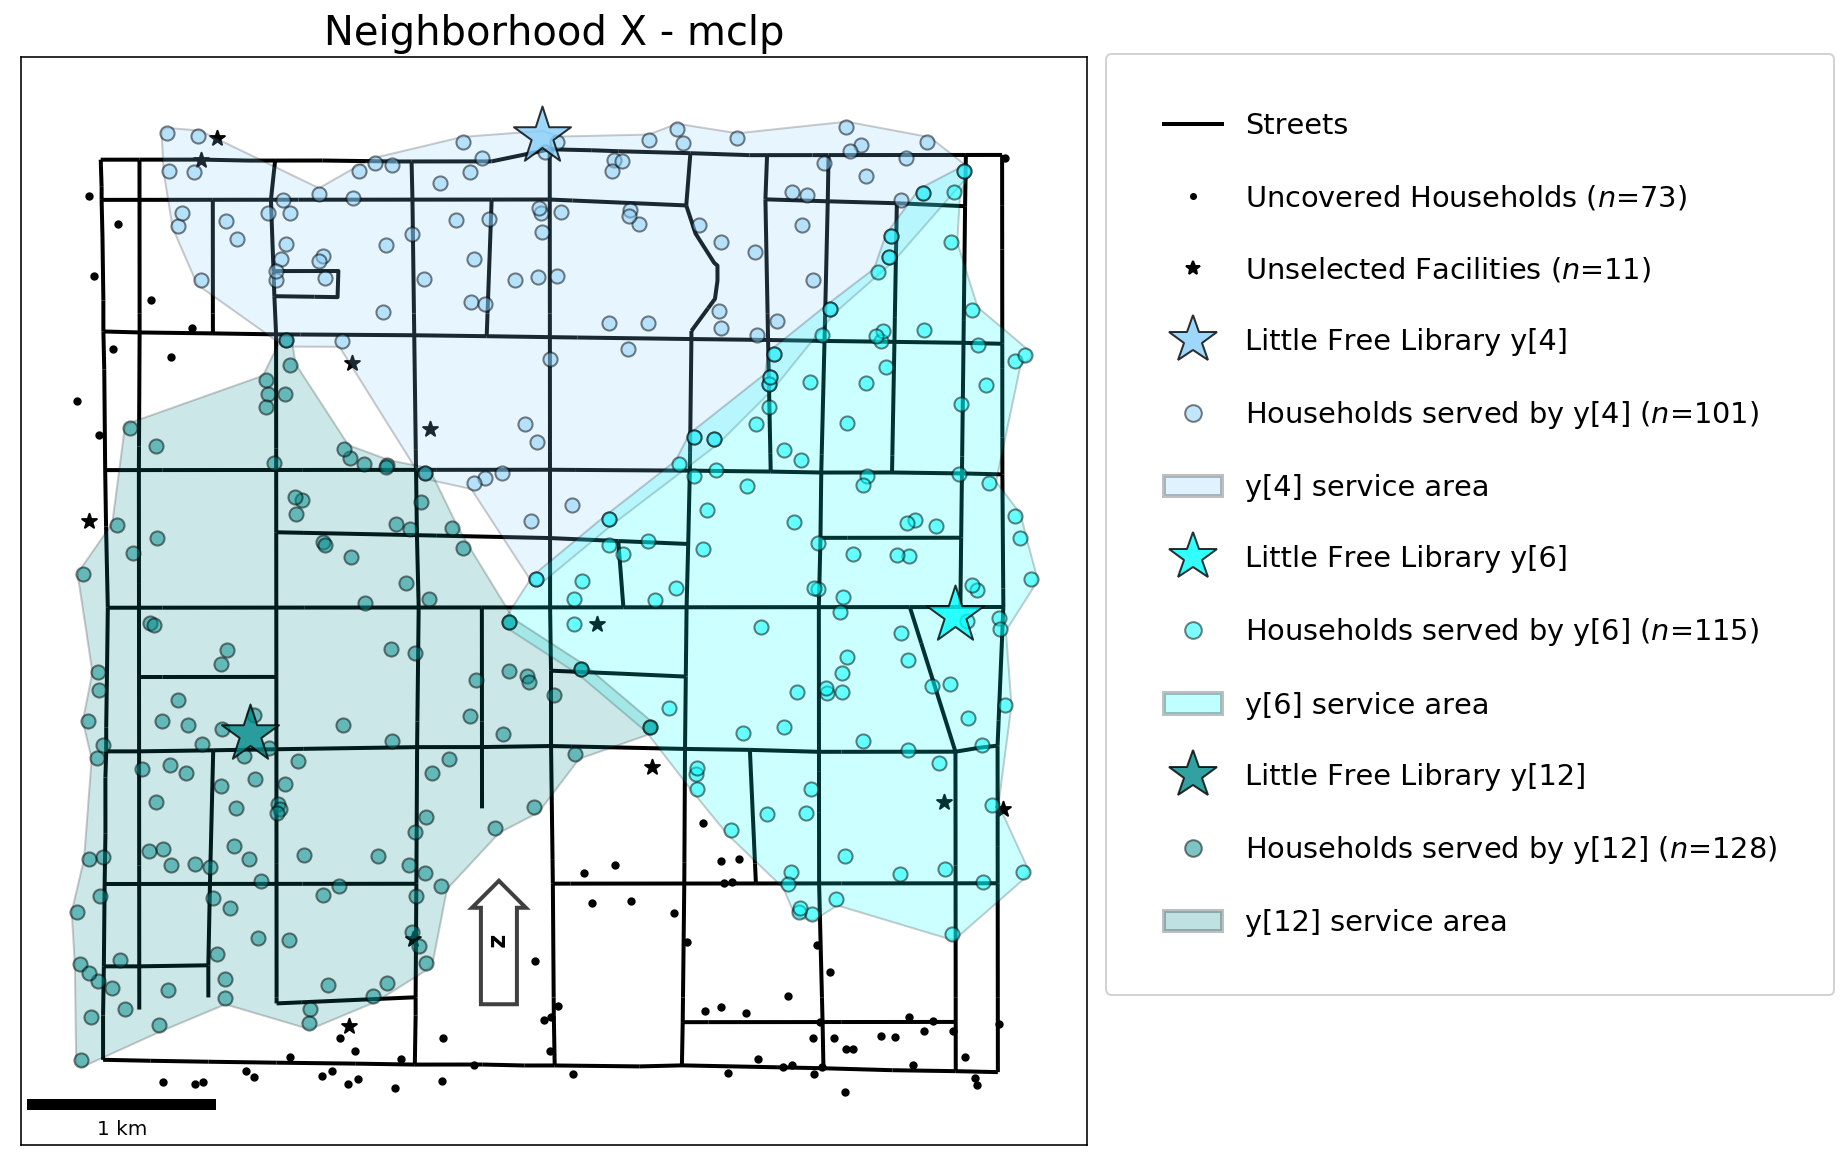 Neighborhood X - mclp
Streets
Uncovered Households (n=73)
Unselected Facilities (n=11)
Little Free Library y[4]
Households served by y[4] (n=101)
y[4] service area
Little Free Library y[6]
Households served by y[6] (n=115)
y[6] service area
Little Free Library y[12]
Households served by y[12] (n=128)
y[12] service area
N
1 km